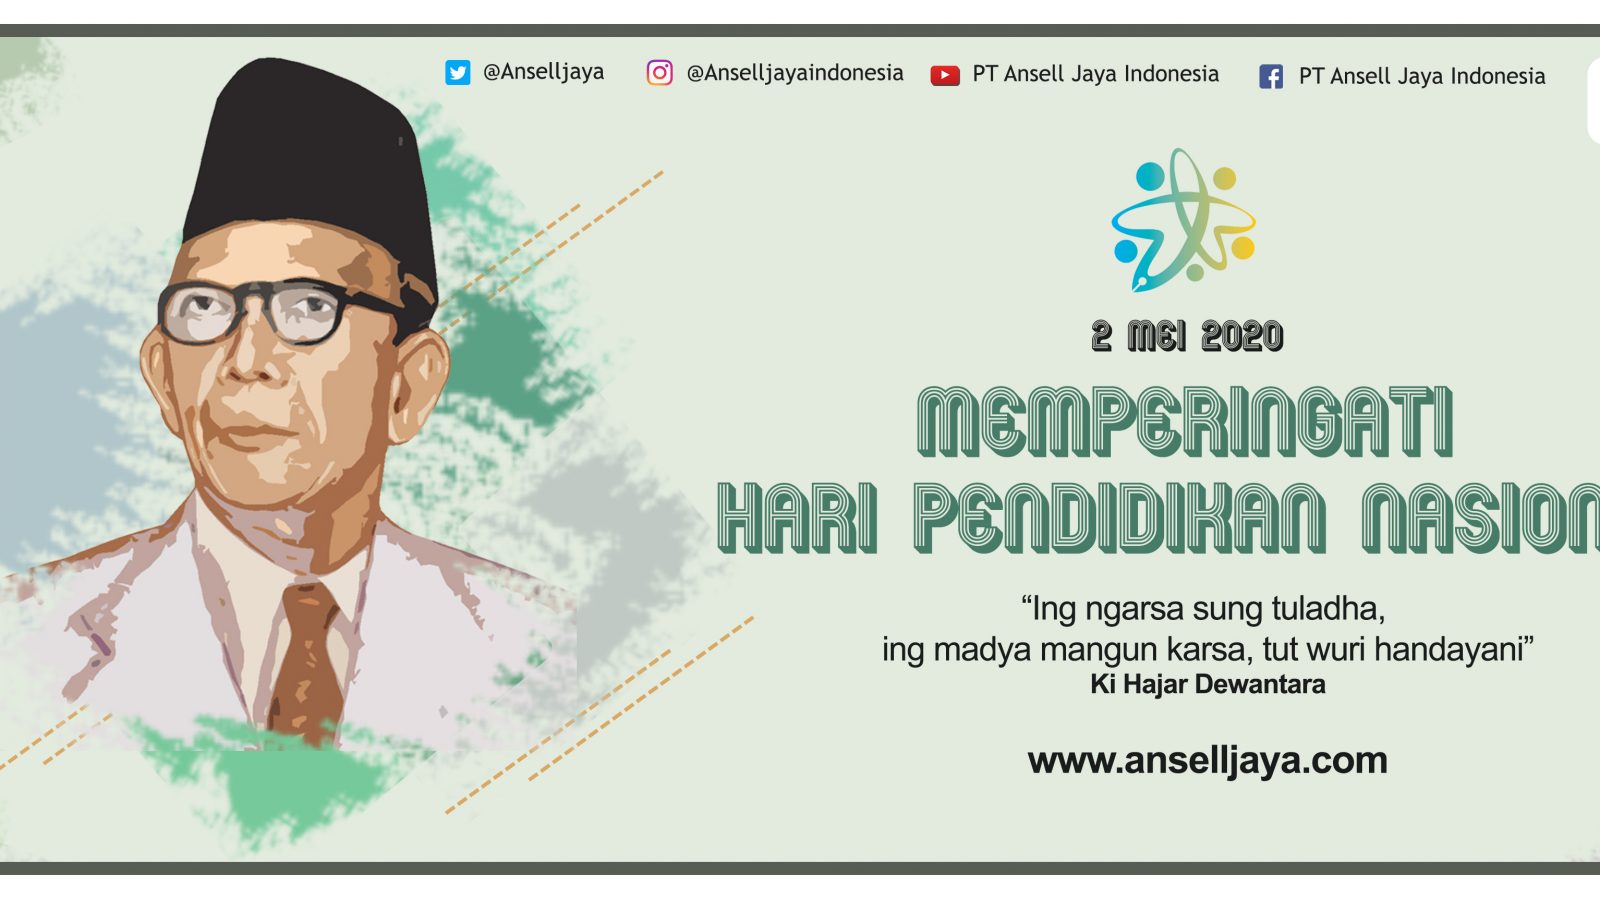 @Anselljaya @Anselljayaindonesia PT Ansell Jaya Indonesia PT Ansell Jaya Indonesia
2 MEI 2020
MEMPERINGATI
HARI PENDIDIKAN NASION
“Ing ngarsa sung tuladha,
ing madya mangun karsa, tut wuri handayani”
Ki Hajar Dewantara
www.anselljaya.com